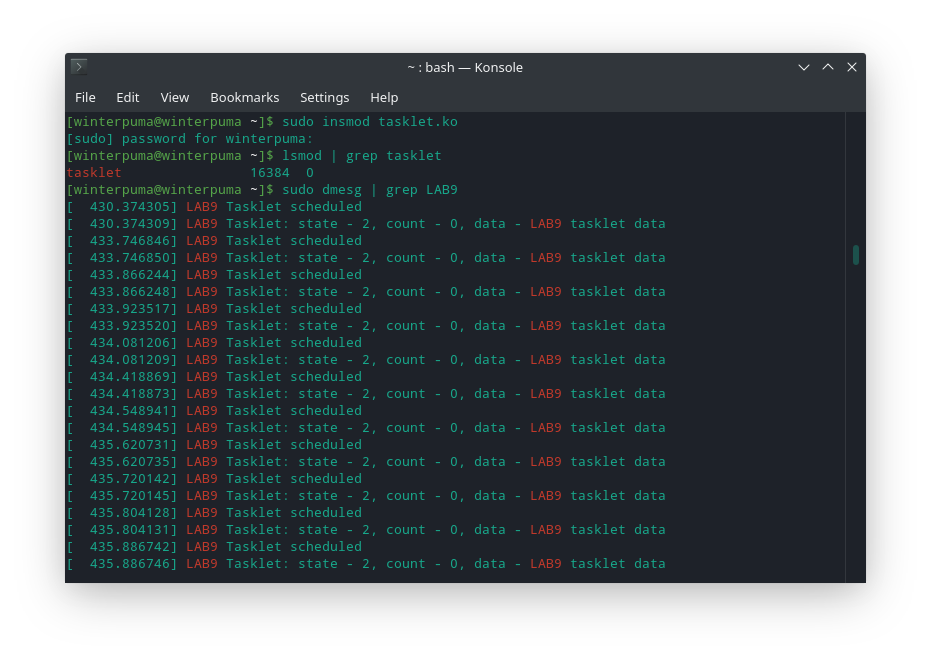 ~ : bash — Konsole
File Edit View Bookmarks Settings Help
[winterpuma@winterpuma ~]$ sudo insmod tasklet.ko
[sudo] password for winterpuma:
[winterpuma@winterpuma ~]$ lsmod | grep tasklet
tasklet                16384  0
[winterpuma@winterpuma ~]$ sudo dmesg | grep LAB9
[  430.374305] LAB9 Tasklet scheduled
[  430.374309] LAB9 Tasklet: state - 2, count - 0, data - LAB9 tasklet data
[  433.746846] LAB9 Tasklet scheduled
[  433.746850] LAB9 Tasklet: state - 2, count - 0, data - LAB9 tasklet data
[  433.866244] LAB9 Tasklet scheduled
[  433.866248] LAB9 Tasklet: state - 2, count - 0, data - LAB9 tasklet data
[  433.923517] LAB9 Tasklet scheduled
[  433.923520] LAB9 Tasklet: state - 2, count - 0, data - LAB9 tasklet data
[  434.081206] LAB9 Tasklet scheduled
[  434.081209] LAB9 Tasklet: state - 2, count - 0, data - LAB9 tasklet data
[  434.418869] LAB9 Tasklet scheduled
[  434.418873] LAB9 Tasklet: state - 2, count - 0, data - LAB9 tasklet data
[  434.548941] LAB9 Tasklet scheduled
[  434.548945] LAB9 Tasklet: state - 2, count - 0, data - LAB9 tasklet data
[  435.620731] LAB9 Tasklet scheduled
[  435.620735] LAB9 Tasklet: state - 2, count - 0, data - LAB9 tasklet data
[  435.720142] LAB9 Tasklet scheduled
[  435.720145] LAB9 Tasklet: state - 2, count - 0, data - LAB9 tasklet data
[  435.804128] LAB9 Tasklet scheduled
[  435.804131] LAB9 Tasklet: state - 2, count - 0, data - LAB9 tasklet data
[  435.886742] LAB9 Tasklet scheduled
[  435.886746] LAB9 Tasklet: state - 2, count - 0, data - LAB9 tasklet data